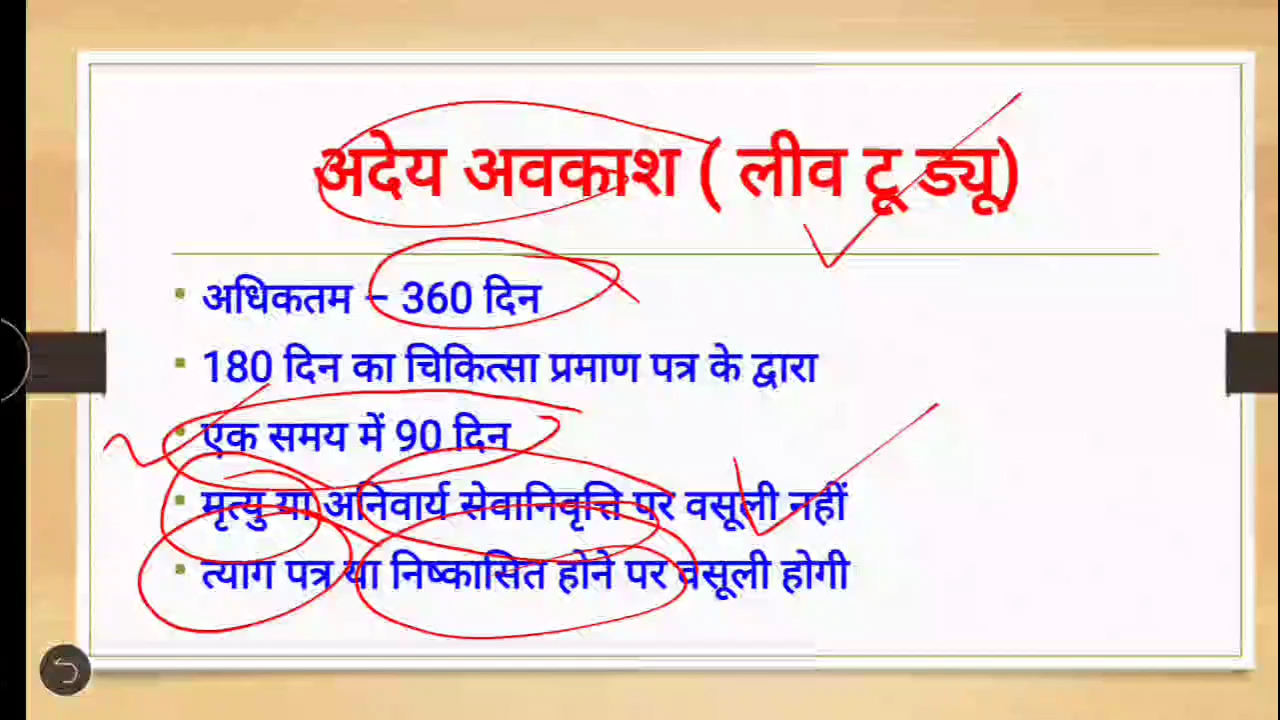 अदेय अवकाश ( लीव टू ड्यू)
अधिकतम – 360 दिन
180 दिन का चिकित्सा प्रमाण पत्र के द्वारा
एक समय में 90 दिन
मृत्यु या अनिवार्य सेवानिवृत्ति पर वसूली नहीं
त्याग पत्र या निष्कासित होने पर वसूली होगी